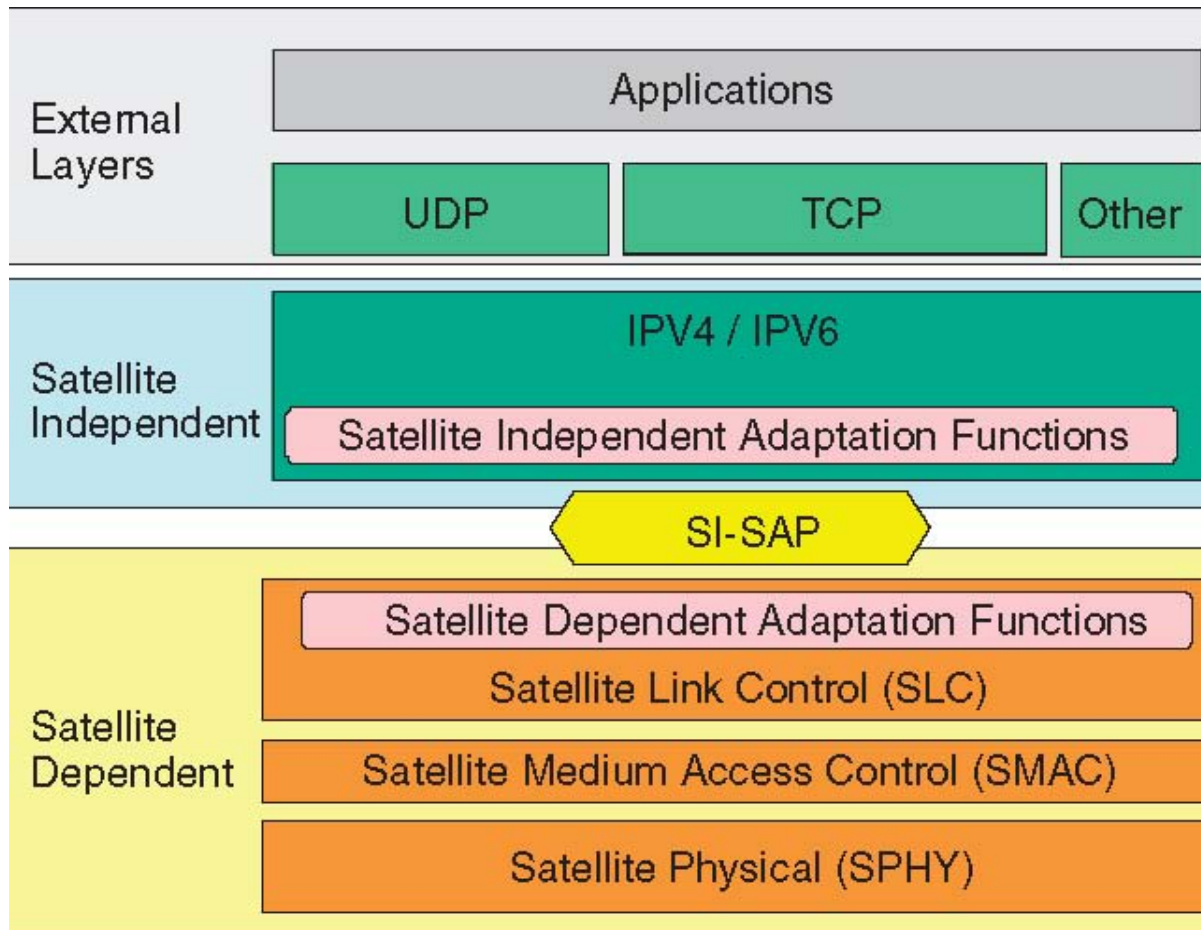 External
Layers
Applications
UDP
TCP
Other
Satellite
Independent
IPV4 / IPV6
Satellite Independent Adaptation Functions
SI-SAP
Satellite
Dependent
Satellite Dependent Adaptation Functions
Satellite Link Control (SLC)
Satellite Medium Access Control (SMAC)
Satellite Physical (SPHY)